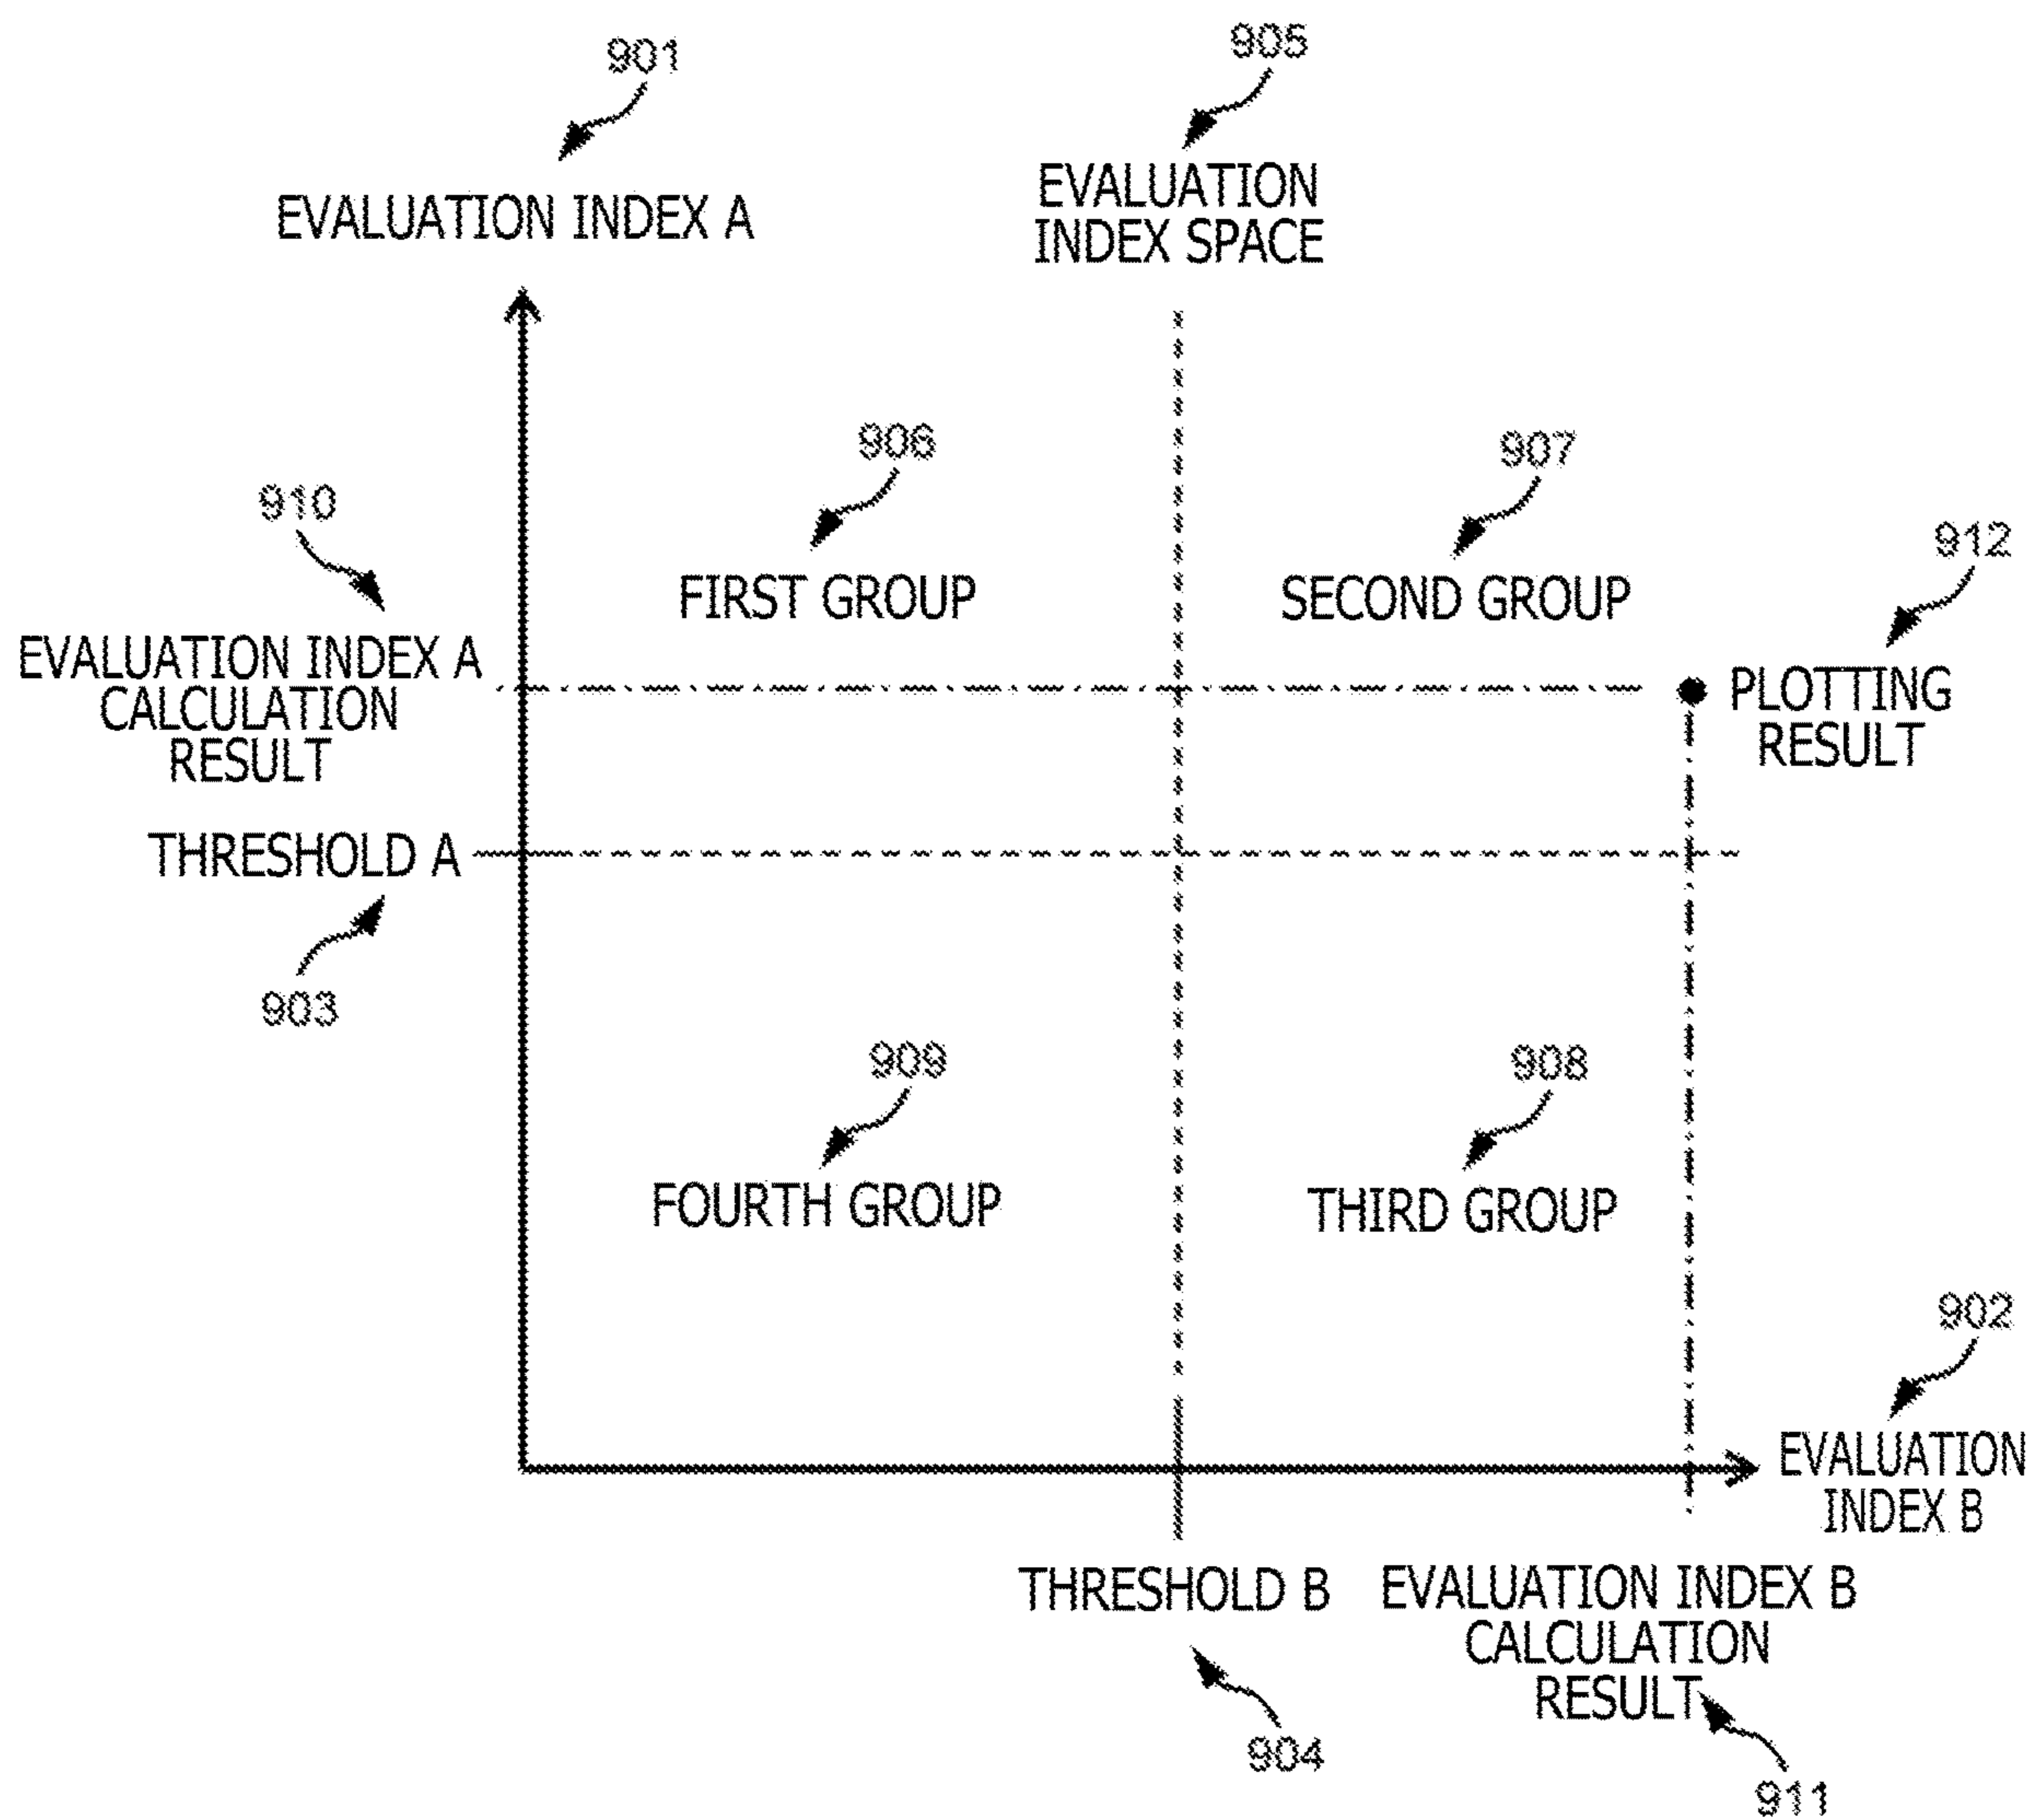 905
901
EVALUATION
INDEX SPACE
EVALUATION INDEX A
906
907
910
912
FIRST GROUP
SECOND GROUP
EVALUATION INDEX A
CALCULATION
RESULT
PLOTTING
RESULT
THRESHOLD A
903
909
908
FOURTH GROUP
THIRD GROUP
902
EVALUATION
INDEX B
THRESHOLD B
EVALUATION INDEX B
CALCULATION
RESULT
904
911